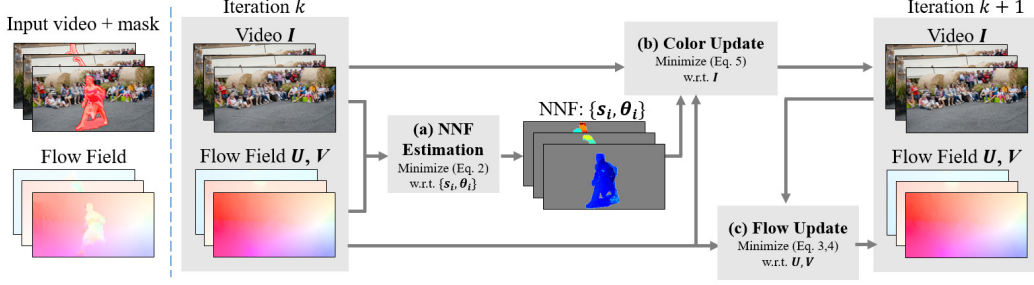 Input video + mask
Flow Field
Iteration k
Video I
Flow Field U, V
(a) NNF
Estimation
Minimize (Eq. 2)
w.r.t. {s_i, θ_i}
NNF: {s_i, θ_i}
(b) Color Update
Minimize (Eq. 5)
w.r.t. I
(c) Flow Update
Minimize (Eq. 3,4)
w.r.t. U, V
Iteration k + 1
Video I
Flow Field U, V